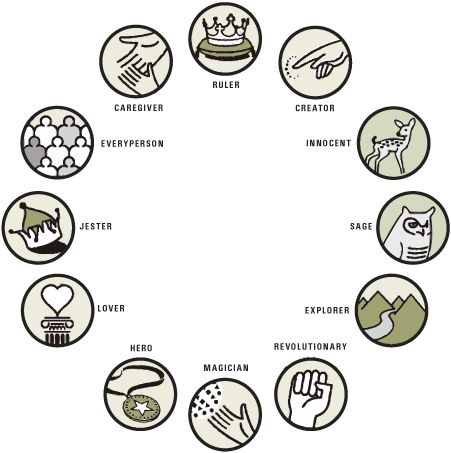 RULER
CAREGIVER
CREATOR
EVERYPERSON
INNOCENT
JESTER
SAGE
LOVER
EXPLORER
HERO
REVOLUTIONARY
MAGICIAN